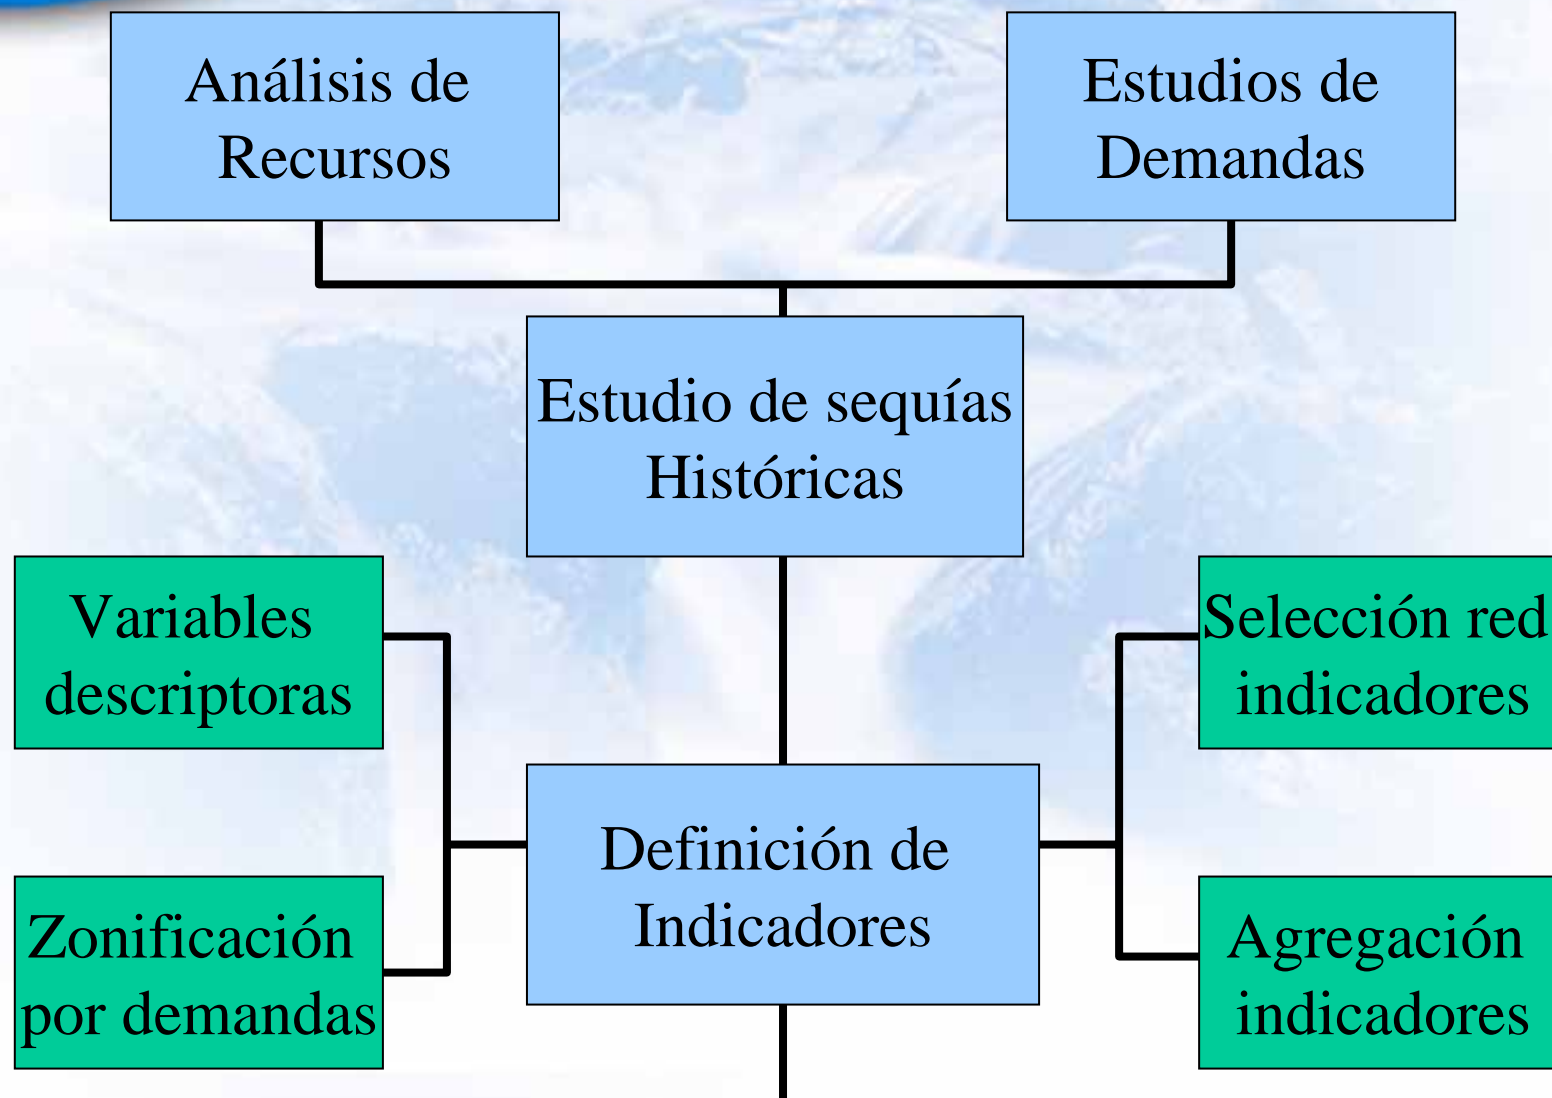 Análisis de
Recursos
Estudios de
Demandas
Estudio de sequías
Históricas
Variables
descriptoras
Selección red
indicadores
Definición de
Indicadores
Zonificación
por demandas
Agregación
indicadores